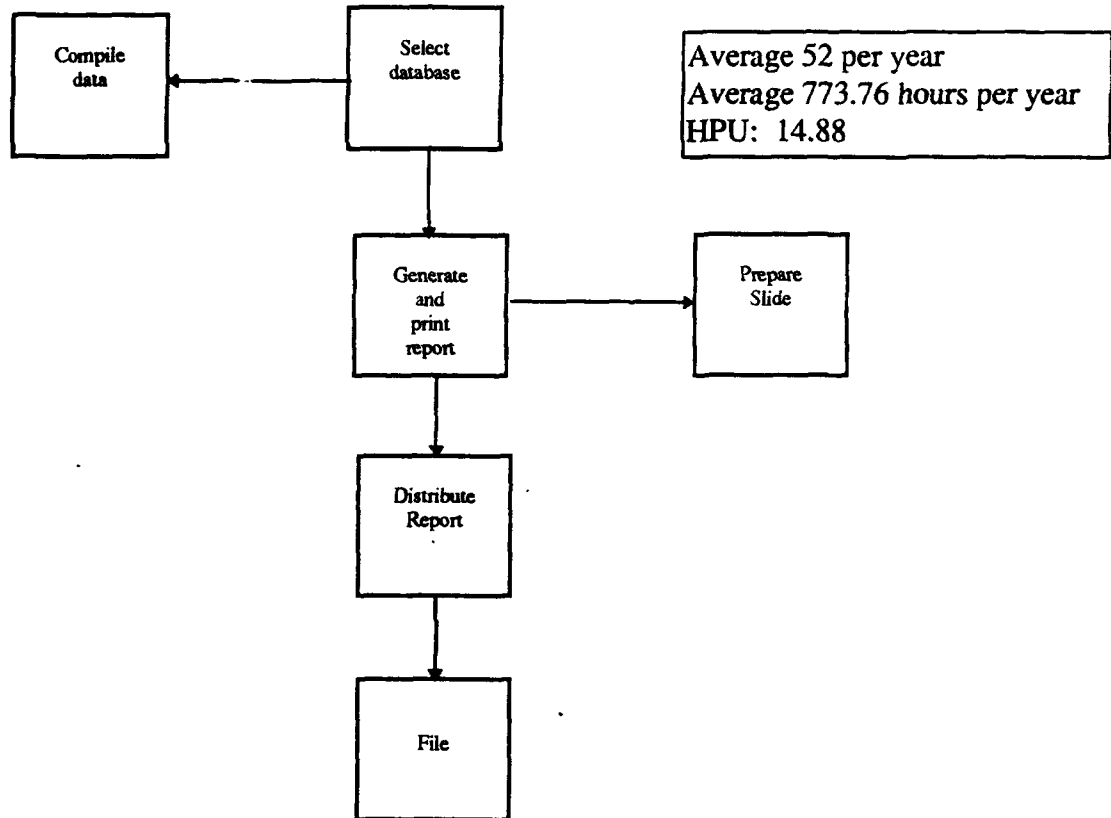 Compile
data
Select
database
Average 52 per year
Average 773.76 hours per year
HPU: 14.88
Generate
and
print
report
Prepare
Slide
Distribute
Report
File